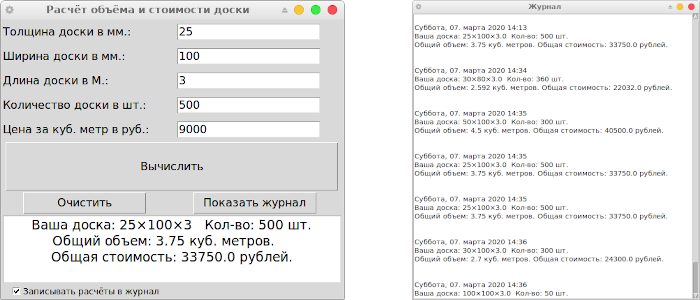 Расчёт объёма и стоимости доски
Толщина доски в мм.: 25
Ширина доски в мм.: 100
Длина доски в М.: 3
Количество доски в шт.: 500
Цена за куб. метр в руб.: 9000
Вычислить
Очистить Показать журнал
Ваша доска: 25×100×3 Кол-во: 500 шт.
Общий объем: 3.75 куб. метров.
Общая стоимость: 33750.0 рублей.
Записывать расчёты в журнал
Журнал
Суббота, 07. марта 2020 14:13
Ваша доска: 25×100×3.0 Кол-во: 500 шт.
Общий объем: 3.75 куб. метров. Общая стоимость: 33750.0 рублей.
Суббота, 07. марта 2020 14:34
Ваша доска: 30×80×3.0 Кол-во: 360 шт.
Общий объем: 2.592 куб. метров. Общая стоимость: 22032.0 рублей.
Суббота, 07. марта 2020 14:35
Ваша доска: 50×100×3.0 Кол-во: 300 шт.
Общий объем: 4.5 куб. метров. Общая стоимость: 40500.0 рублей.
Суббота, 07. марта 2020 14:35
Ваша доска: 25×100×3.0 Кол-во: 500 шт.
Общий объем: 3.75 куб. метров. Общая стоимость: 33750.0 рублей.
Суббота, 07. марта 2020 14:35
Ваша доска: 25×100×3.0 Кол-во: 500 шт.
Общий объем: 3.75 куб. метров. Общая стоимость: 33750.0 рублей.
Суббота, 07. марта 2020 14:36
Ваша доска: 30×100×3.0 Кол-во: 300 шт.
Общий объем: 2.7 куб. метров. Общая стоимость: 24300.0 рублей.
Суббота, 07. марта 2020 14:36
Ваша доска: 100×100×3.0 Кол-во: 50 шт.